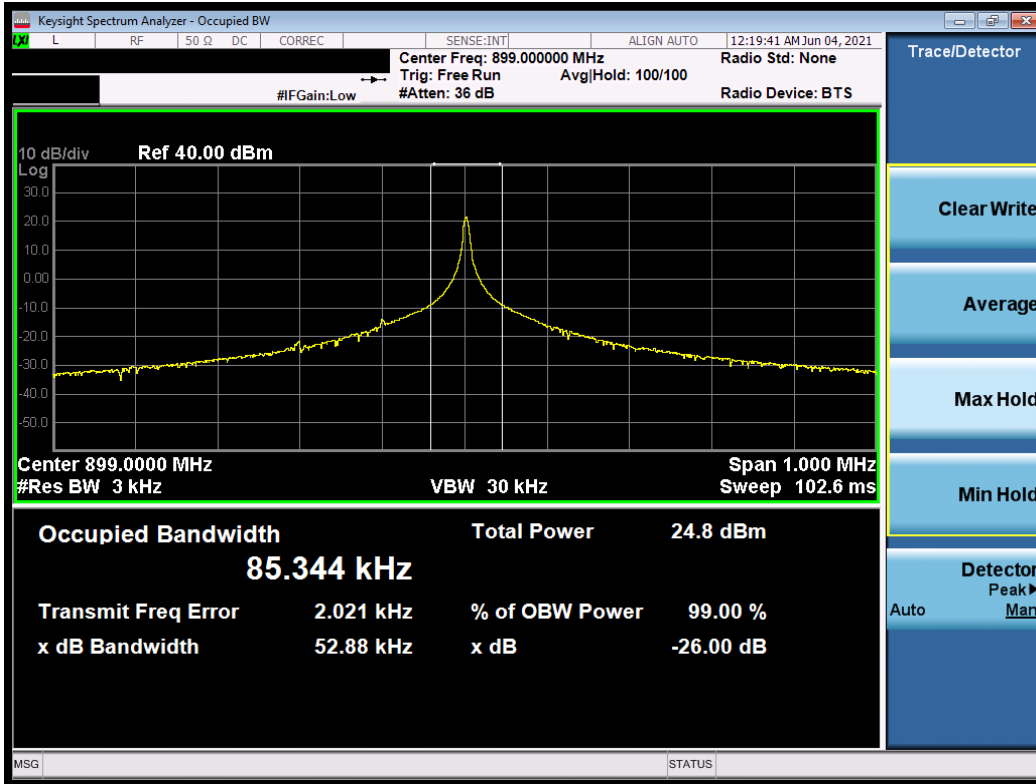 Keysight Spectrum Analyzer - Occupied BW
LXI L RF 50 Ω DC CORREC SENSE:INT ALIGN AUTO 12:19:41 AM Jun 04, 2021
Center Freq: 899.000000 MHz Radio Std: None
Trig: Free Run Avg|Hold: 100/100
#IFGain:Low #Atten: 36 dB Radio Device: BTS
10 dB/div Ref 40.00 dBm
Log
30.0
20.0
10.0
0.00
-10.0
-20.0
-30.0
-40.0
-50.0
Center 899.0000 MHz Span 1.000 MHz
#Res BW 3 kHz VBW 30 kHz Sweep 102.6 ms
Occupied Bandwidth Total Power 24.8 dBm
85.344 kHz
Transmit Freq Error 2.021 kHz % of OBW Power 99.00 %
x dB Bandwidth 52.88 kHz x dB -26.00 dB
MSG STATUS
Trace/Detector
Clear Write
Average
Max Hold
Min Hold
Detector
Peak▶
Auto Man